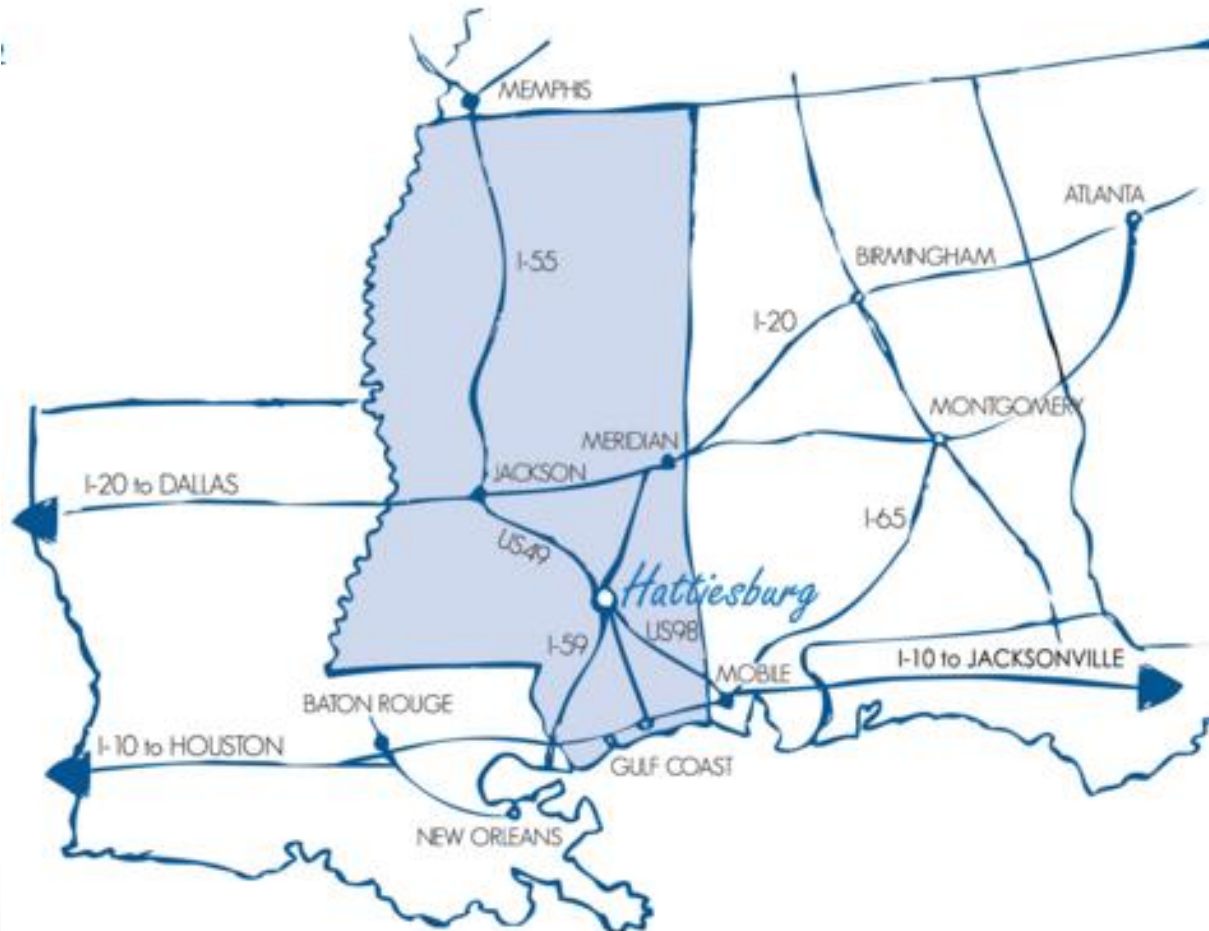 MEMPHIS
ATLANTA
I-55
BIRMINGHAM
I-20
MONTGOMERY
MERIDIAN
JACKSON
I-20 to DALLAS
I-65
US49
Hattiesburg
US98
I-59
I-10 to JACKSONVILLE
MOBILE
BATON ROUGE
I-10 to HOUSTON
GULF COAST
NEW ORLEANS